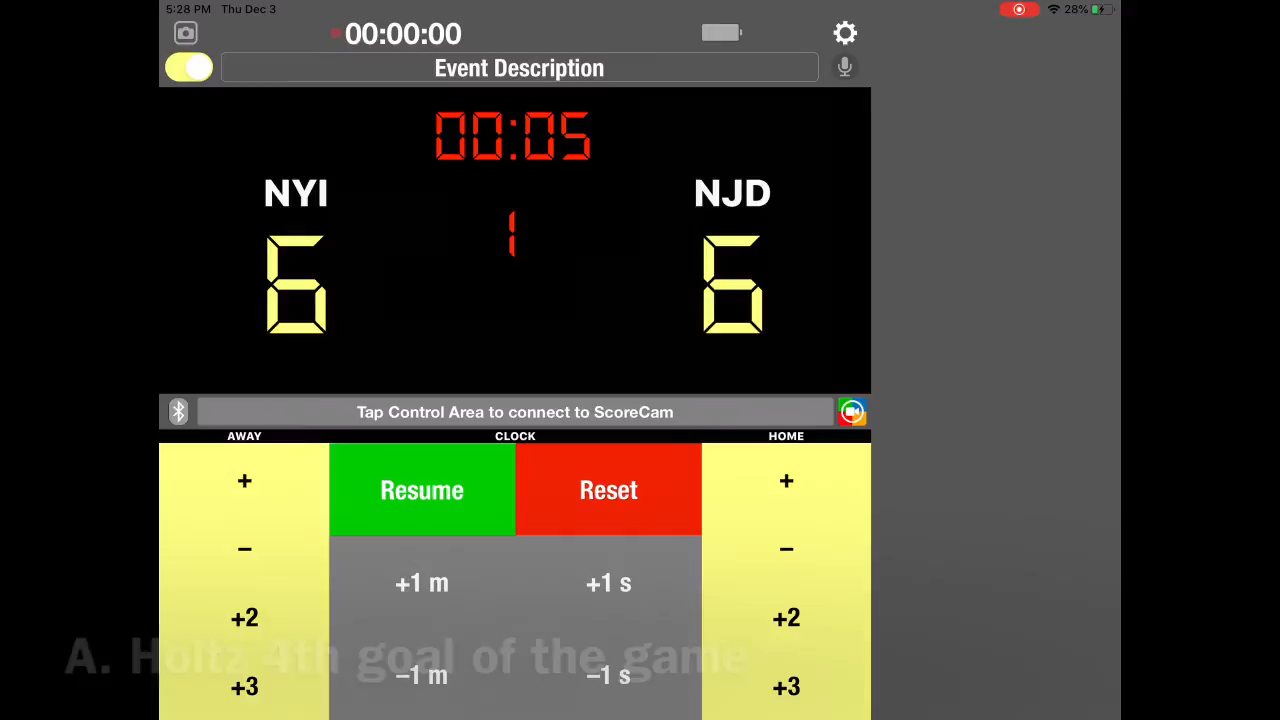 5:28 PM Thu Dec 3
28%
00:00:00
Event Description
00:05
NYI
NJD
1
6
6
Tap Control Area to connect to ScoreCam
AWAY
CLOCK
HOME
+
Resume
Reset
+
–
–
+1 m
+1 s
+2
+2
A. Holtz 4th goal of the game
–1 m
–1 s
+3
+3